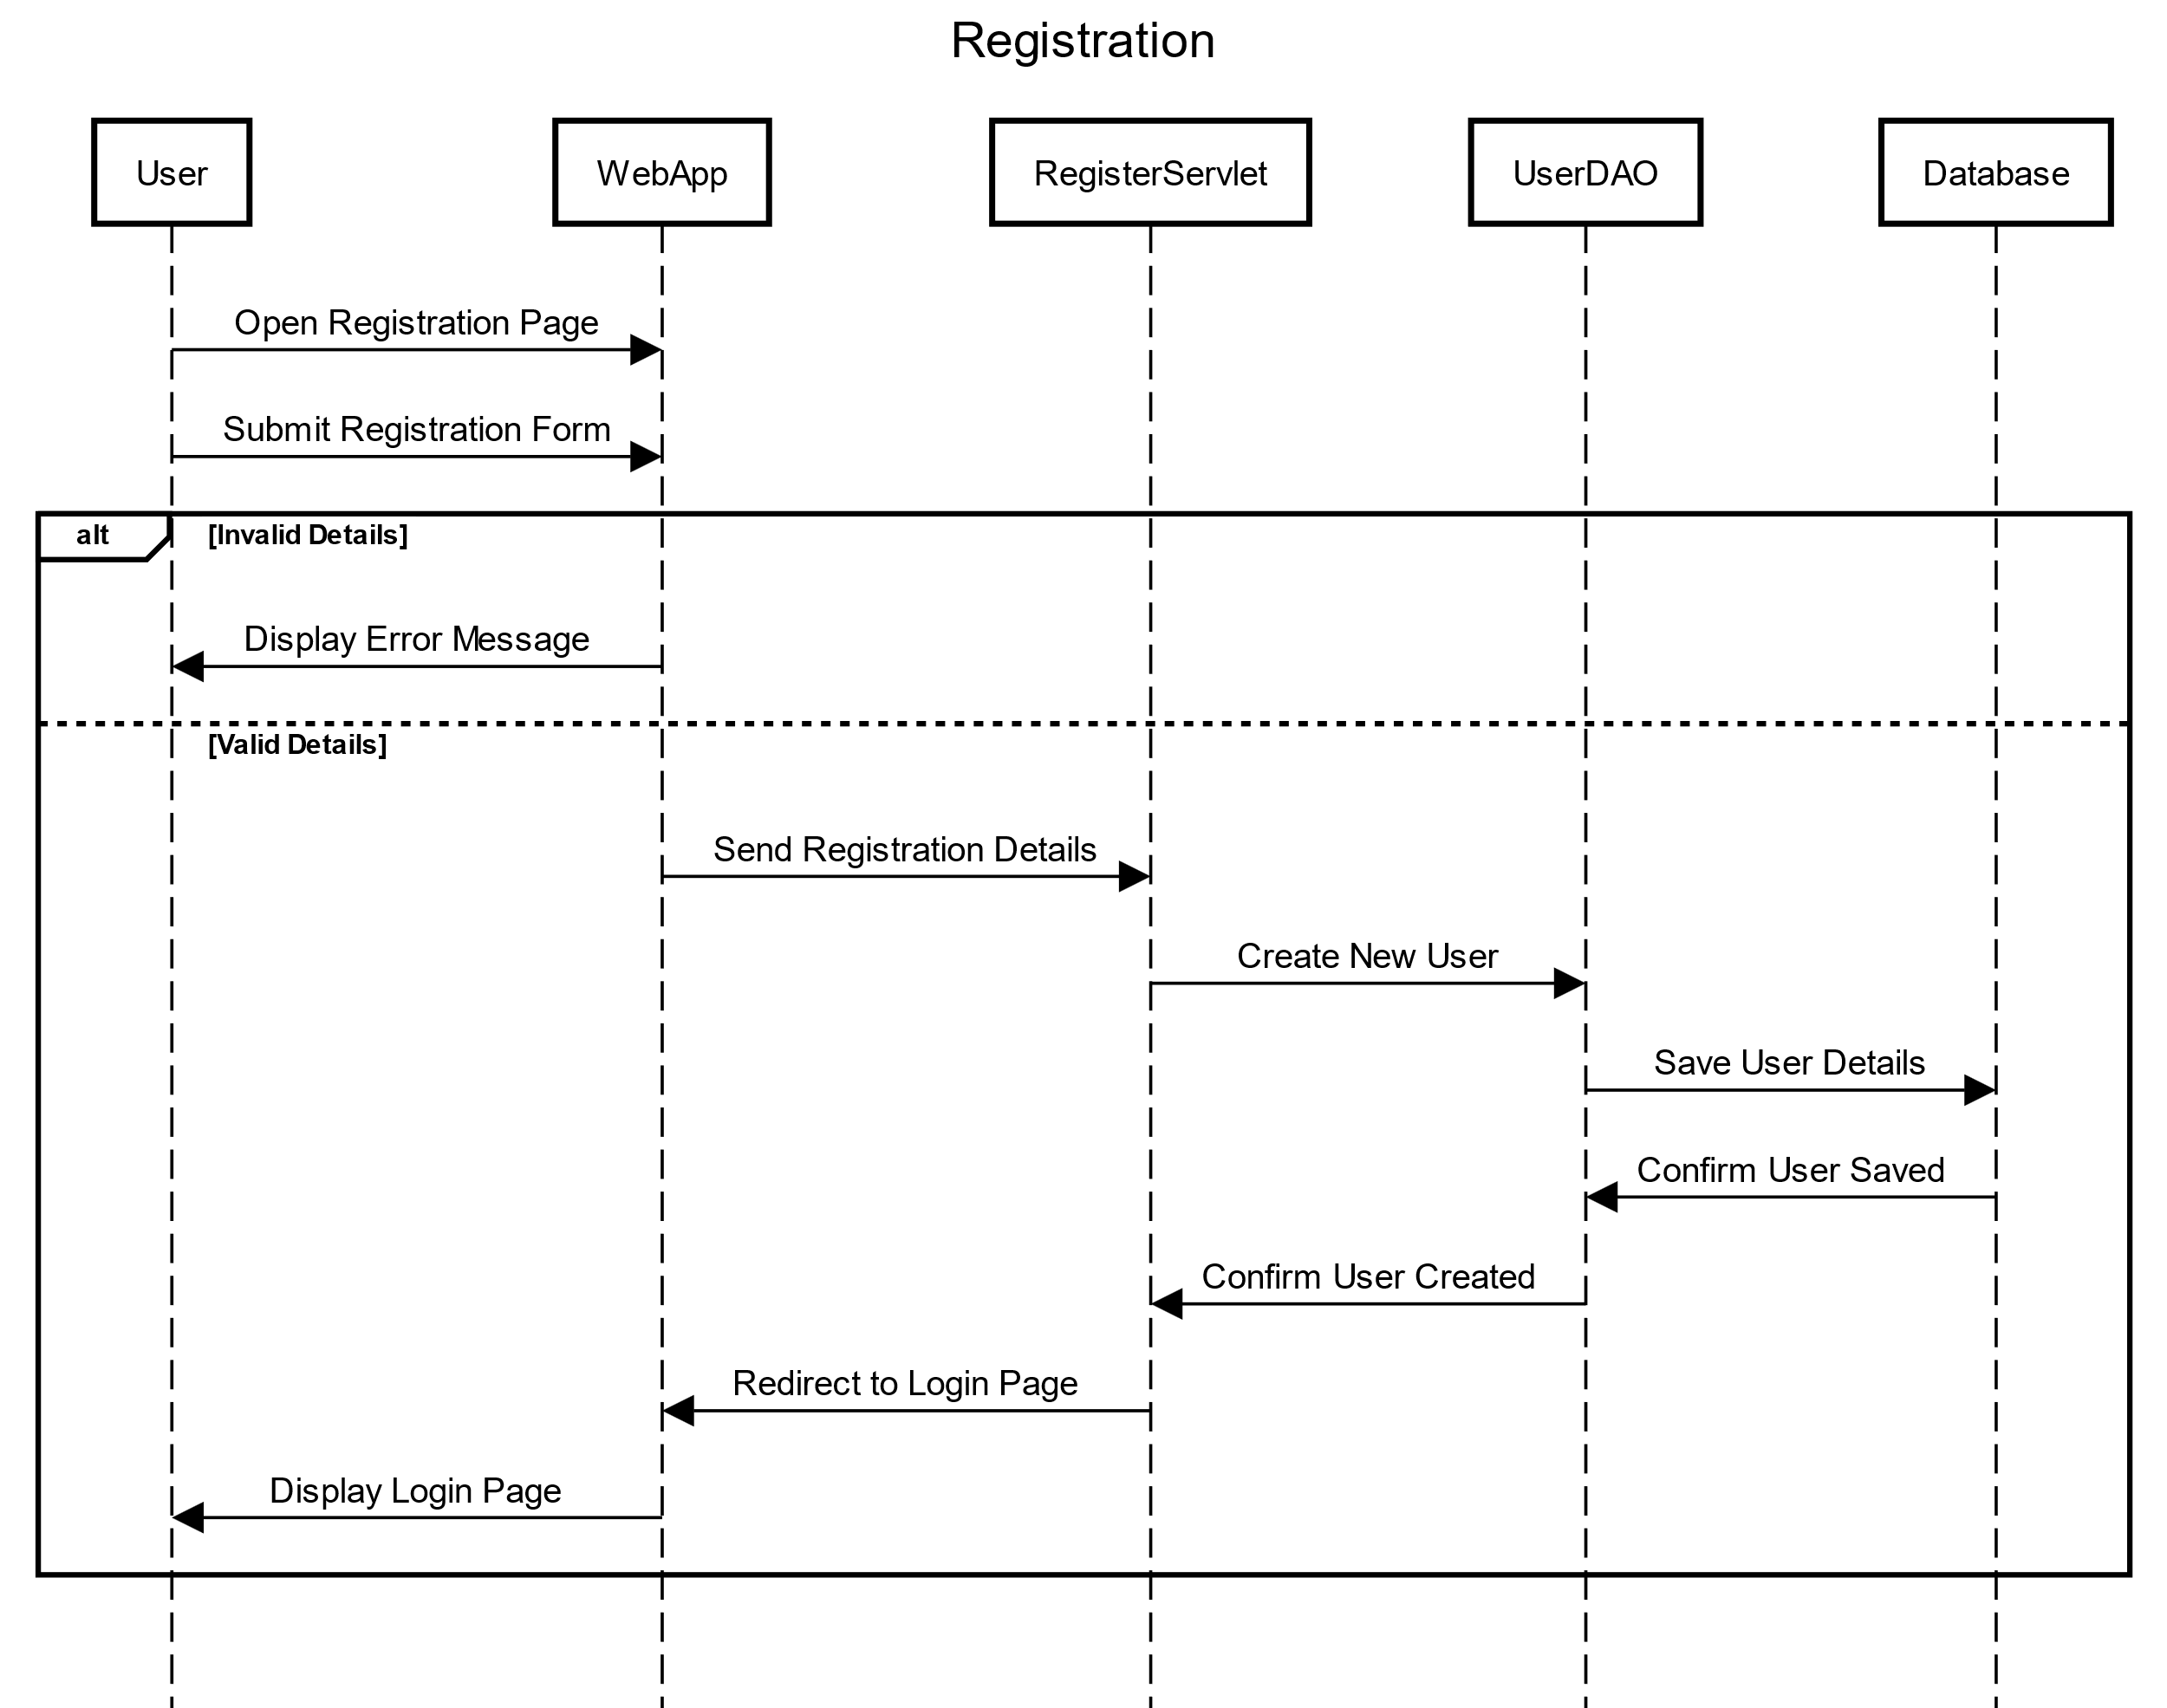 Registration
User
WebApp
RegisterServlet
UserDAO
Database
Open Registration Page
Submit Registration Form
alt
[Invalid Details]
Display Error Message
[Valid Details]
Send Registration Details
Create New User
Save User Details
Confirm User Saved
Confirm User Created
Redirect to Login Page
Display Login Page